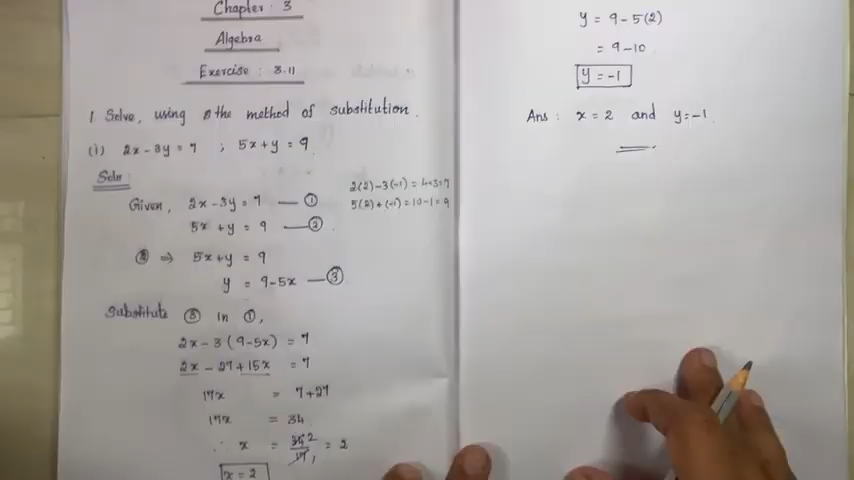 Chapter : 3
Algebra
Exercise : 3.11
1 Solve, using the method of substitution.
(i) 2x - 3y = 7 ; 5x + y = 9
Soln :
Given, 2x - 3y = 7 — ①
5x + y = 9 — ②
2(2) - 3(-1) = 4+3 = 7
5(2) + (-1) = 10 - 1 = 9
② ⇒ 5x + y = 9
y = 9 - 5x — ③
Substitute ③ in ①,
2x - 3 (9 - 5x) = 7
2x - 27 + 15x = 7
17x = 7 + 27
17x = 34
∴ x = 34 2 / 17 1 = 2
x = 2
y = 9 - 5(2)
= 9 - 10
y = -1
Ans : x = 2 and y = -1.